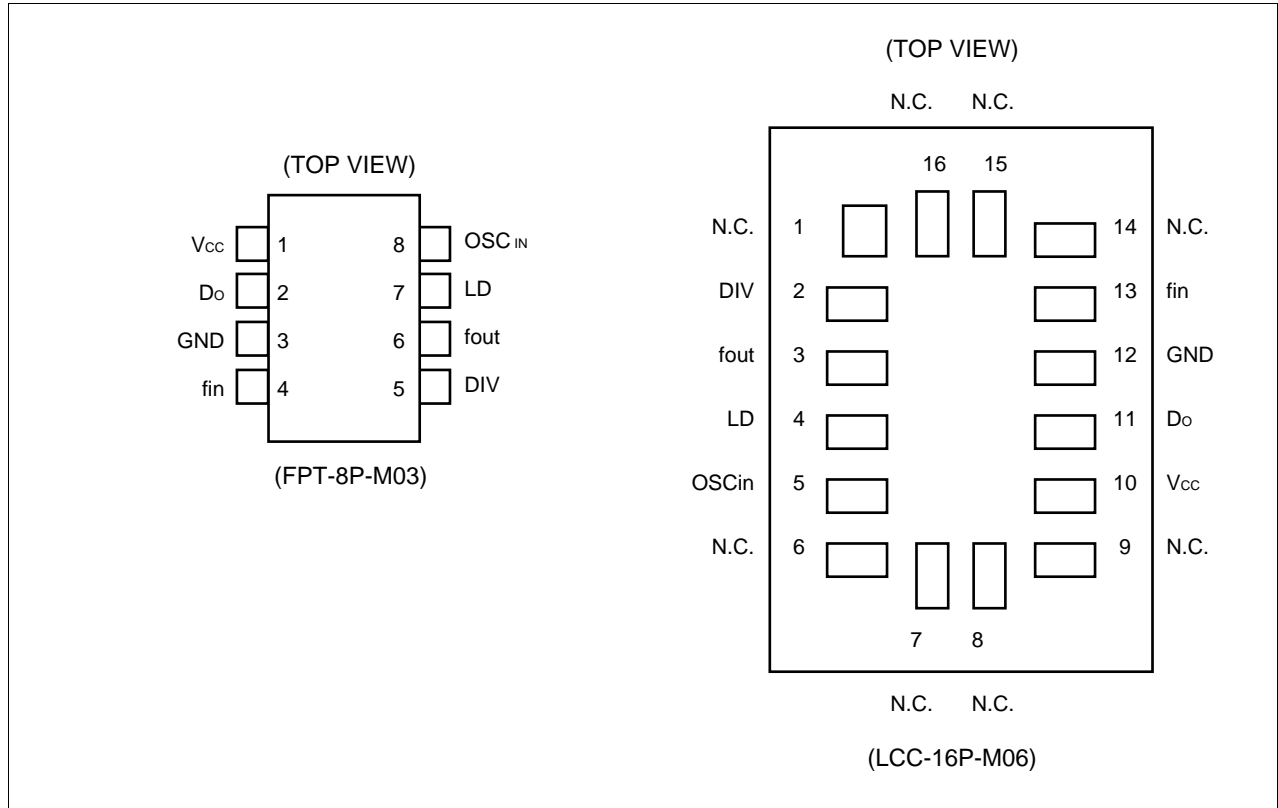 (TOP VIEW)
Vcc 1 8 OSC IN
Do 2 7 LD
GND 3 6 fout
fin 4 5 DIV
(FPT-8P-M03)
(TOP VIEW)
N.C. N.C.
16 15
N.C. 1 14 N.C.
DIV 2 13 fin
fout 3 12 GND
LD 4 11 Do
OSCin 5 10 Vcc
N.C. 6 9 N.C.
7 8
N.C. N.C.
(LCC-16P-M06)